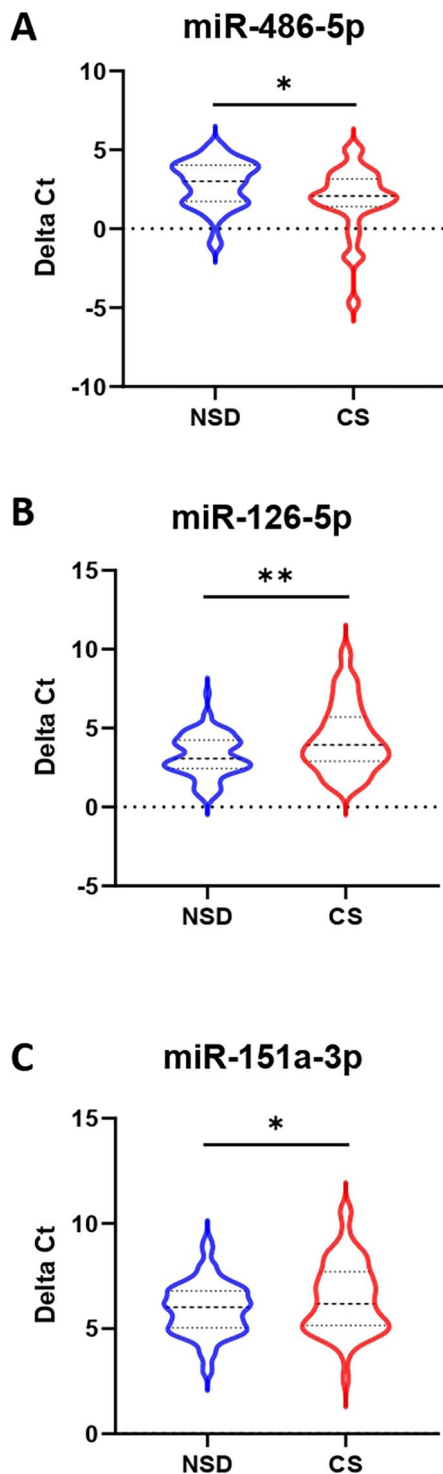 A
miR-486-5p
*
10
5
0
-5
-10
Delta Ct
NSD CS
B
miR-126-5p
**
15
10
5
0
-5
Delta Ct
NSD CS
C
miR-151a-3p
*
15
10
5
0
Delta Ct
NSD CS